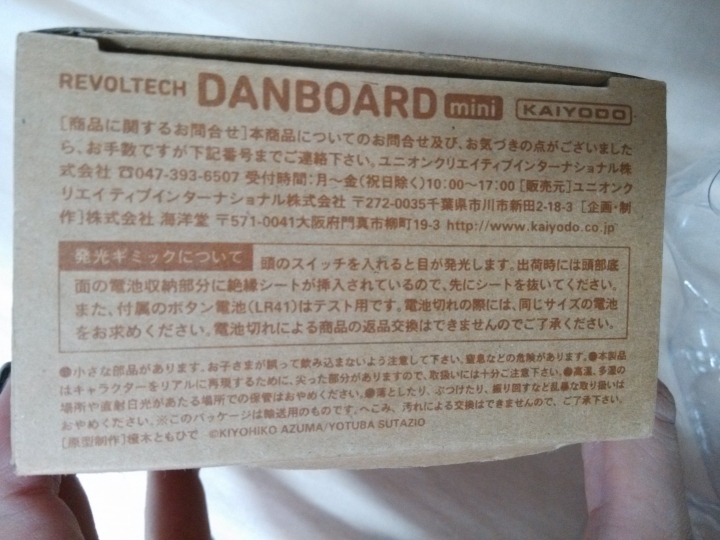 REVOLTECH DANBOARD mini KAIYODO
[商品に関するお問合せ]本商品についてのお問合せ及び、お気づきの点がございました
ら、お手数ですが下記番号までご連絡下さい。ユニオンクリエイティブインターナショナル株
式会社 ☎047-393-6507 受付時間:月〜金(祝日除く)10:00〜17:00 [販売元]ユニオンク
リエイティブインターナショナル株式会社 〒272-0035千葉県市川市新田2-18-3 [企画・制
作]株式会社 海洋堂 〒571-0041大阪府門真市柳町19-3 http://www.kaiyodo.co.jp
発光ギミックについて 頭のスイッチを入れると目が発光します。出荷時には頭部底
面の電池収納部分に絶縁シートが挿入されているので、先にシートを抜いてください。
また、付属のボタン電池(LR41)はテスト用です。電池切れの際には、同じサイズの電池
をお求めください。電池切れによる商品の返品交換はできませんのでご了承ください。
●小さな部品があります。お子さまが誤って飲み込まないよう注意して下さい。窒息などの危険があります。●本製品
はキャラクターをリアルに再現するために、尖った部分がありますので、取扱いには十分ご注意下さい。●高温、多湿の
場所や直射日光があたる場所での保管はおやめください。●落としたり、ぶつけたり、振り回すなど乱暴な取り扱いは
おやめください。※このパッケージは輸送用のものです。へこみ、汚れによる交換はできませんので、ご了承下さい。
[原型制作]榎木ともひで ©KIYOHIKO AZUMA/YOTUBA SUTAZIO